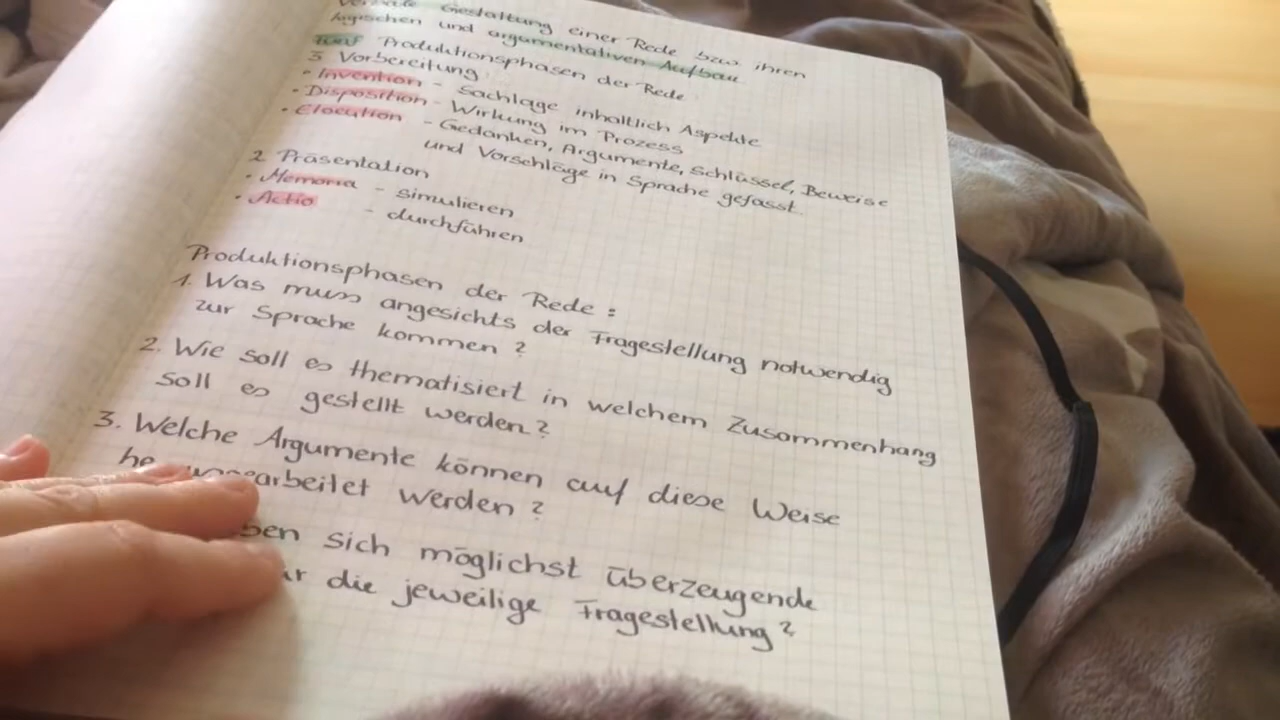 Verbale Gestaltung einer Rede bzw. ihren
logischen und argumentativen Aufbau
fünf Produktionsphasen der Rede
3 Vorbereitung
• Invention - Sachlage inhaltlich Aspekte
• Disposition - Wirkung im Prozess
• Elocution - Gedanken, Argumente, Schlüssel, Beweise
und Vorschläge in Sprache gefasst.
2 Präsentation
• Memoria - simulieren
• Actio - durchführen
Produktionsphasen der Rede:
1. Was muss angesichts der Fragestellung notwendig
zur Sprache kommen?
2. Wie soll es thematisiert in welchem Zusammenhang
soll es gestellt werden?
3. Welche Argumente können auf diese Weise
werden?
sich möglichst überzeugende
die jeweilige Fragestellung?